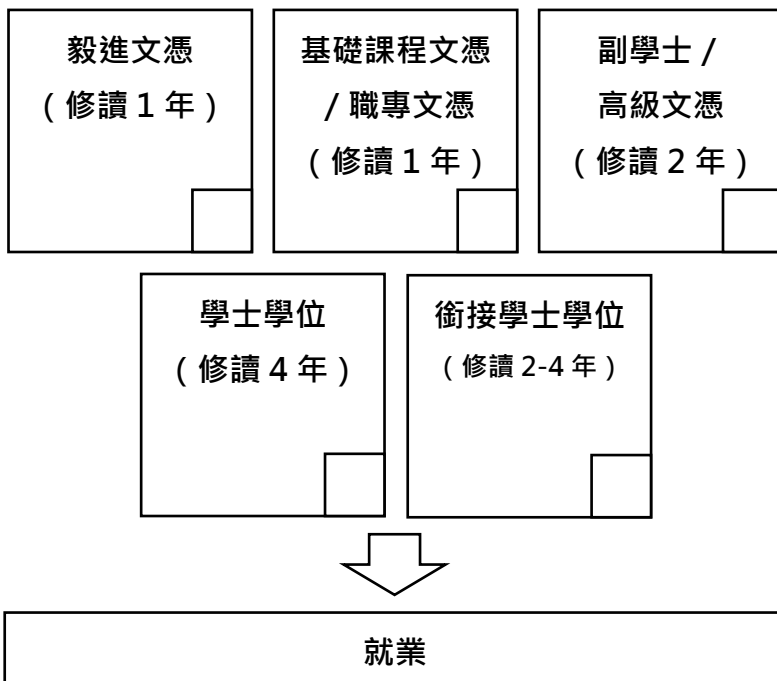 毅進文憑
（修讀 1 年）
基礎課程文憑
/ 職專文憑
（修讀 1 年）
副學士 /
高級文憑
（修讀 2 年）
學士學位
（修讀 4 年）
銜接學士學位
（修讀 2-4 年）
就業